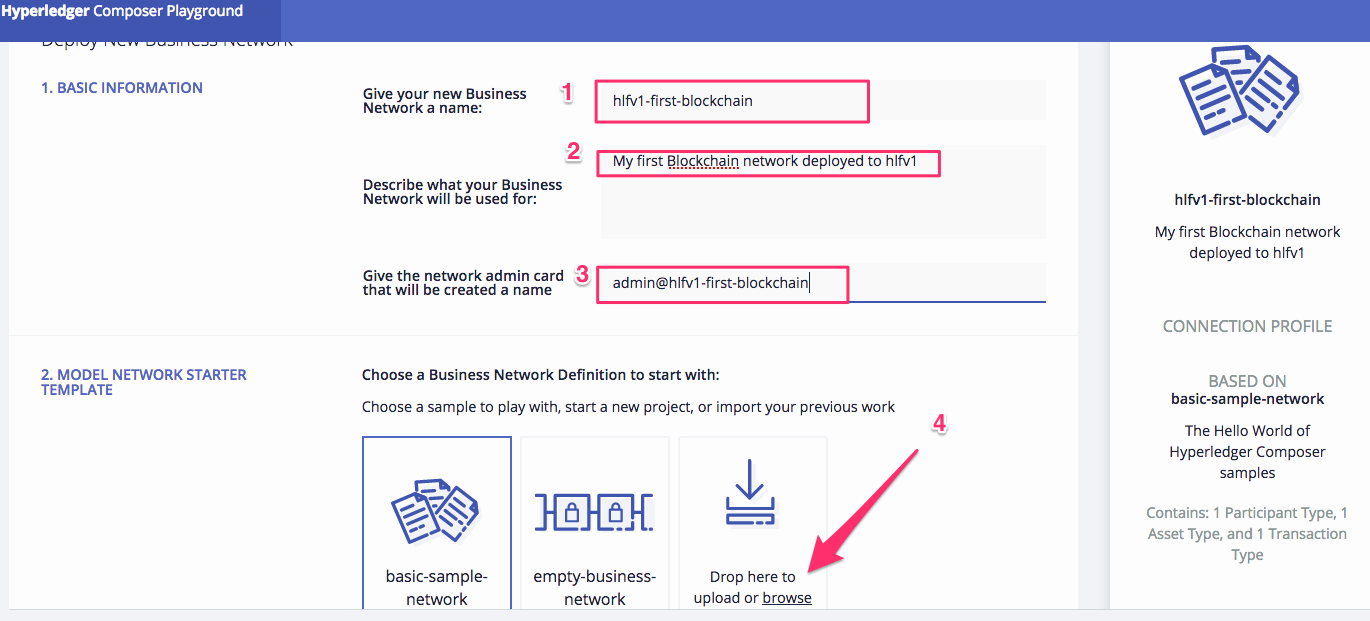 Hyperledger Composer Playground
Deploy New Business Network
1. BASIC INFORMATION
Give your new Business
Network a name:
1
hlfv1-first-blockchain
2
My first Blockchain network deployed to hlfv1
Describe what your Business
Network will be used for:
Give the network admin card
that will be created a name
3
admin@hlfv1-first-blockchain
2. MODEL NETWORK STARTER
TEMPLATE
Choose a Business Network Definition to start with:
Choose a sample to play with, start a new project, or import your previous work
4
basic-sample-
network
empty-business-
network
Drop here to
upload or browse
hlfv1-first-blockchain
My first Blockchain network
deployed to hlfv1
CONNECTION PROFILE
BASED ON
basic-sample-network
The Hello World of
Hyperledger Composer
samples
Contains: 1 Participant Type, 1
Asset Type, and 1 Transaction
Type